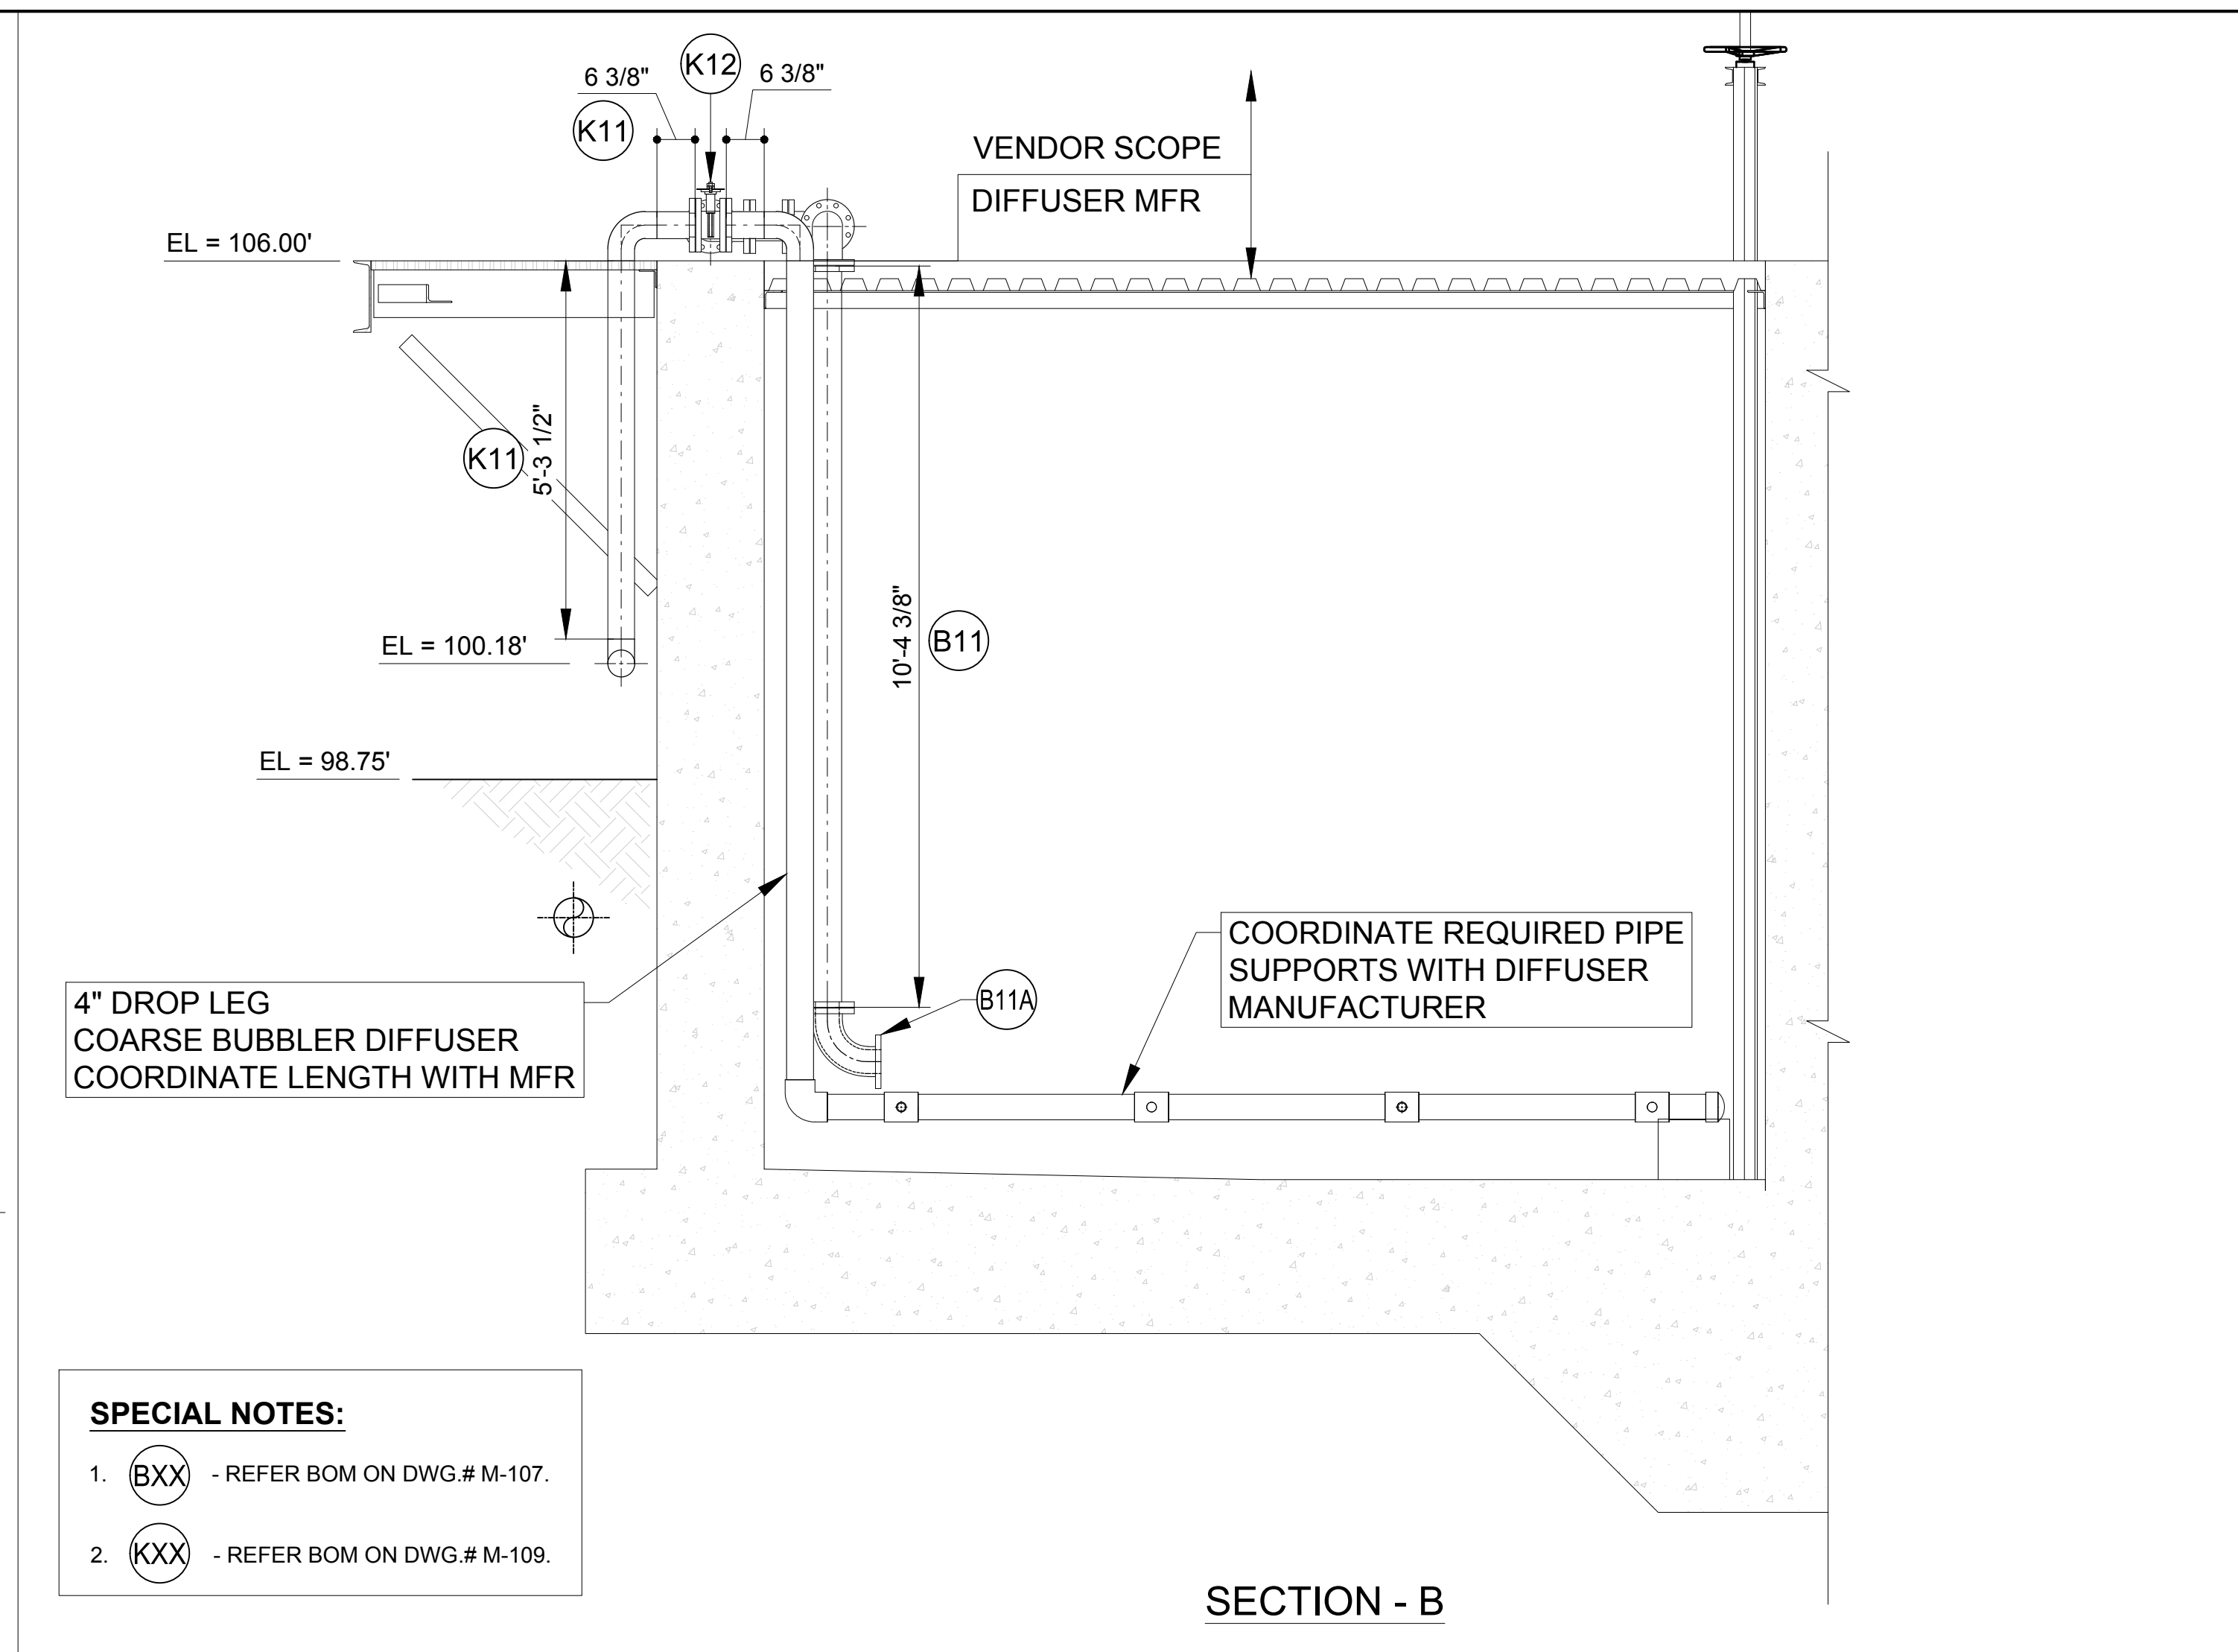 6 3/8"
K12
6 3/8"
K11
VENDOR SCOPE
DIFFUSER MFR
EL = 106.00'
K11
5'-3 1/2"
10'-4 3/8"
B11
EL = 100.18'
EL = 98.75'
COORDINATE REQUIRED PIPE
SUPPORTS WITH DIFFUSER
MANUFACTURER
B11A
4" DROP LEG
COARSE BUBBLER DIFFUSER
COORDINATE LENGTH WITH MFR
SPECIAL NOTES:
1. BXX - REFER BOM ON DWG.# M-107.
2. KXX - REFER BOM ON DWG.# M-109.
SECTION - B